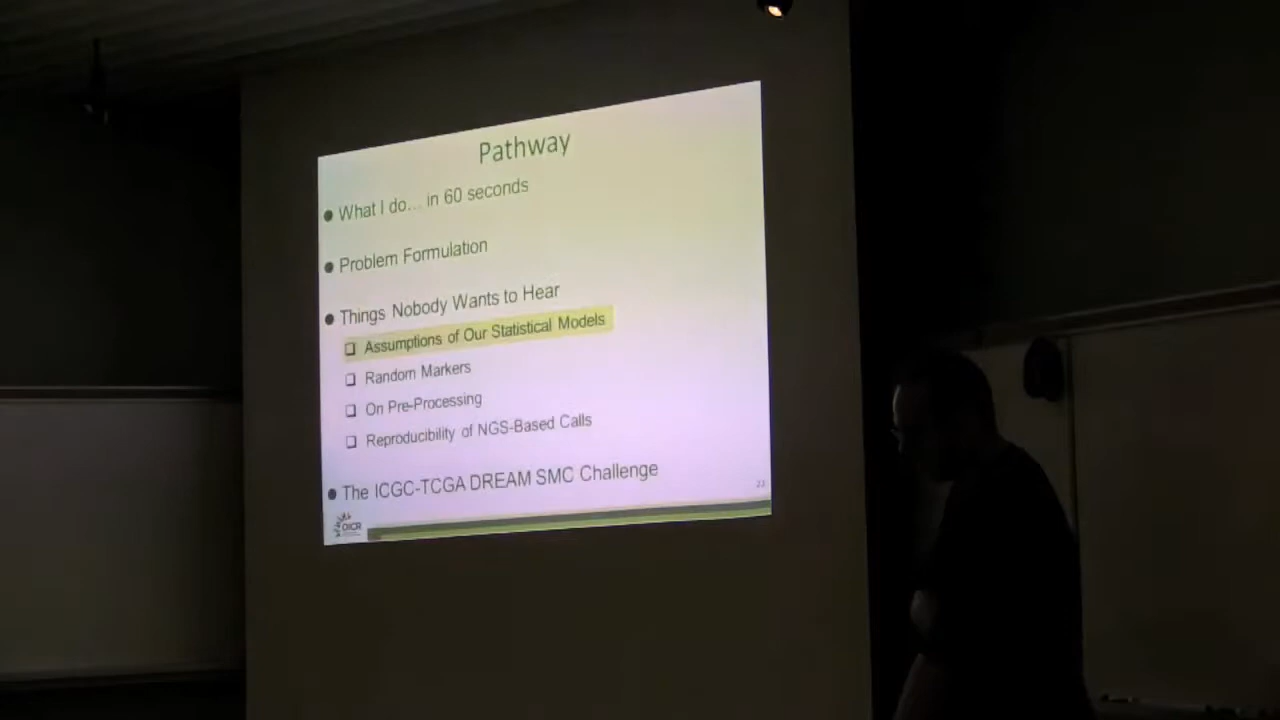 Pathway
What I do... in 60 seconds
Problem Formulation
Things Nobody Wants to Hear
Assumptions of Our Statistical Models
Random Markers
On Pre-Processing
Reproducibility of NGS-Based Calls
The ICGC-TCGA DREAM SMC Challenge
OICR